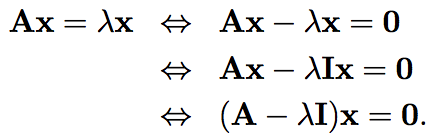 Ax = λx ⇔ Ax − λx = 0
⇔ Ax − λIx = 0
⇔ (A − λI)x = 0.